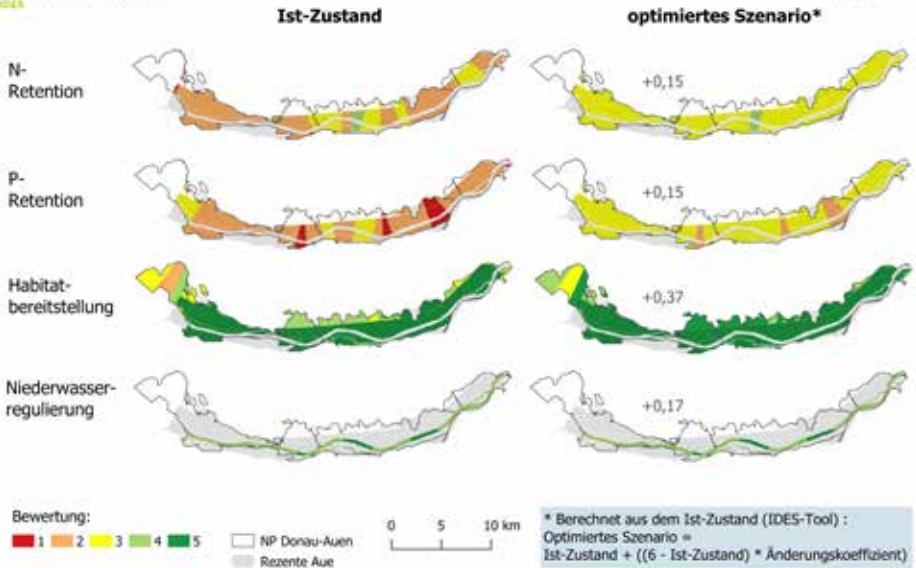 Ist-Zustand
optimiertes Szenario*
N-
Retention
+0,15
P-
Retention
+0,15
Habitat-
bereitstellung
+0,37
Niederwasser-
regulierung
+0,17
Bewertung:
1 2 3 4 5
NP Donau-Auen
Rezente Aue
0 5 10 km
* Berechnet aus dem Ist-Zustand (IDES-Tool) :
Optimiertes Szenario =
Ist-Zustand + ((6 - Ist-Zustand) * Änderungskoeffizient)